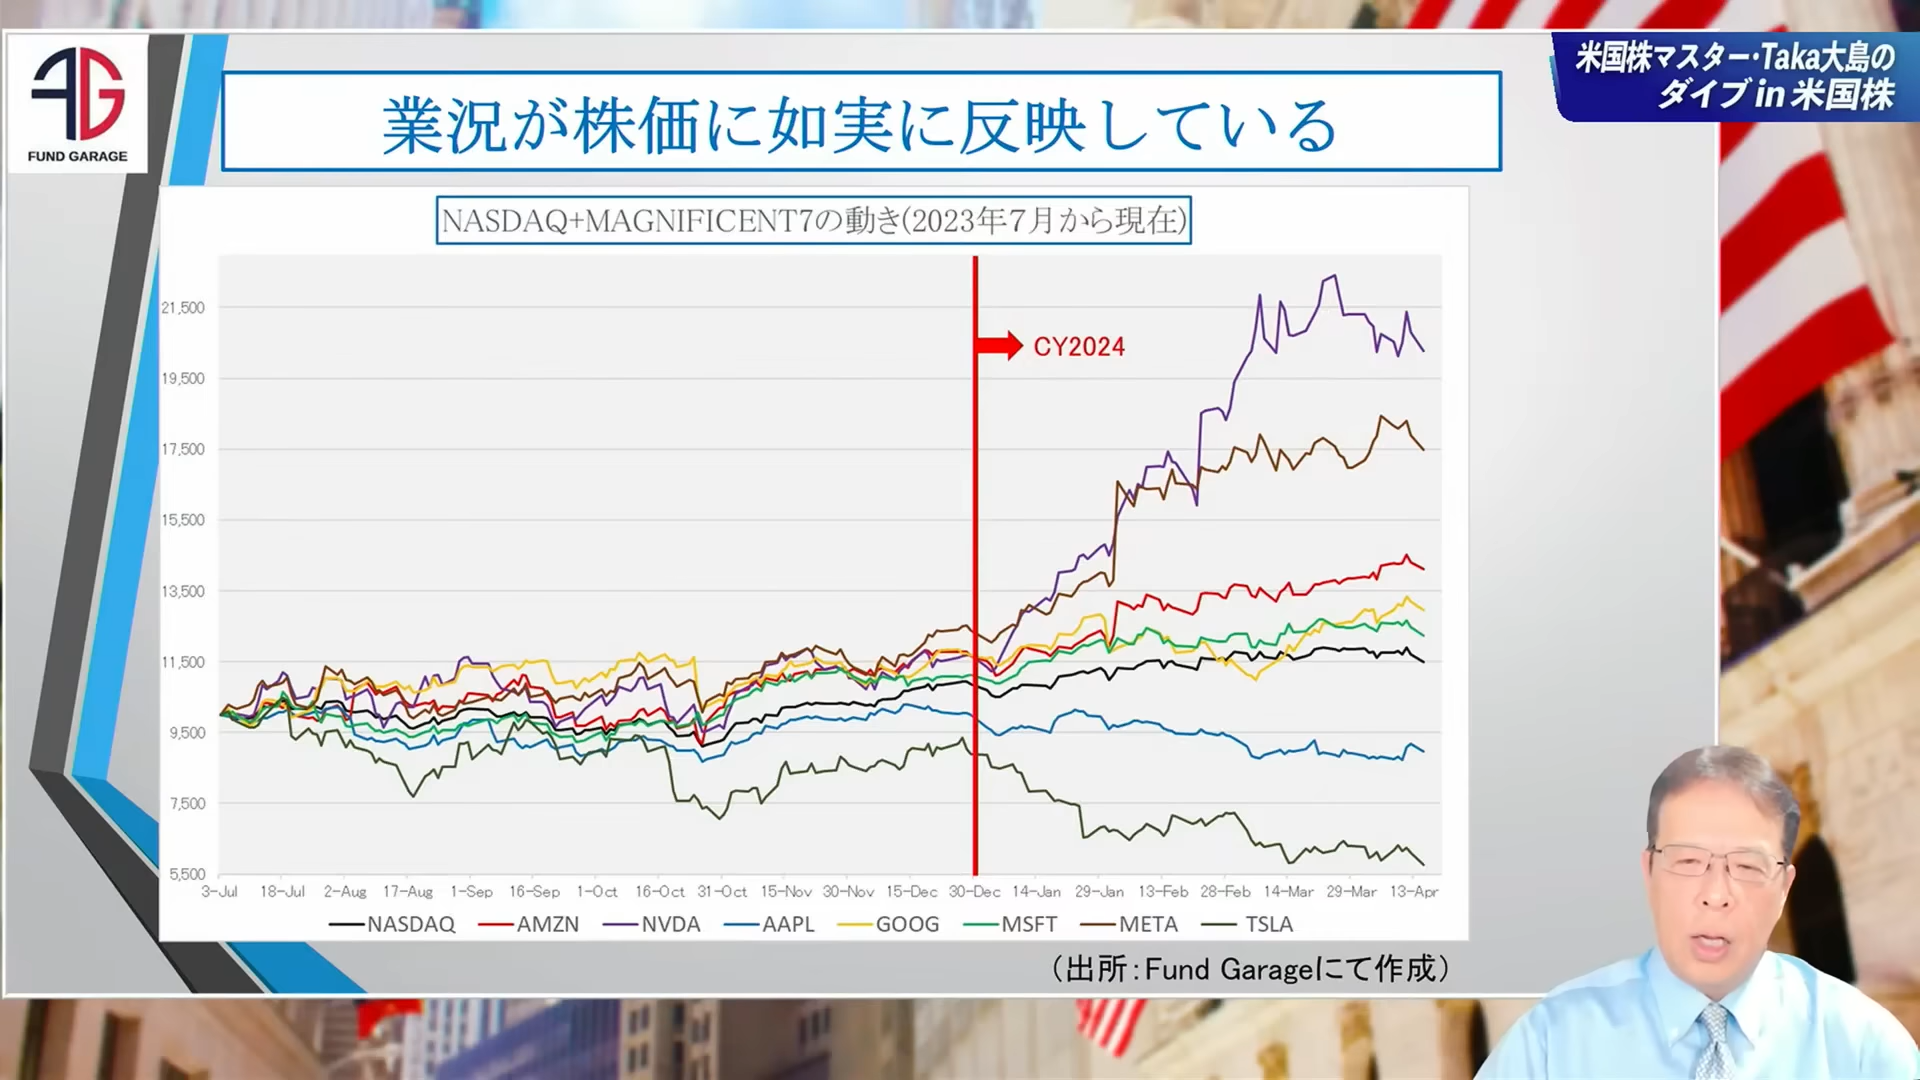 FUND GARAGE
米国株マスター・Taka大島の
ダイブ in 米国株
業況が株価に如実に反映している
NASDAQ+MAGNIFICENT7の動き(2023年7月から現在)
CY2024
21,500
19,500
17,500
15,500
13,500
11,500
9,500
7,500
5,500
3-Jul 18-Jul 2-Aug 17-Aug 1-Sep 16-Sep 1-Oct 16-Oct 31-Oct 15-Nov 30-Nov 15-Dec 30-Dec 14-Jan 29-Jan 13-Feb 28-Feb 14-Mar 29-Mar 13-Apr
NASDAQ AMZN NVDA AAPL GOOG MSFT META TSLA
（出所：Fund Garageにて作成）